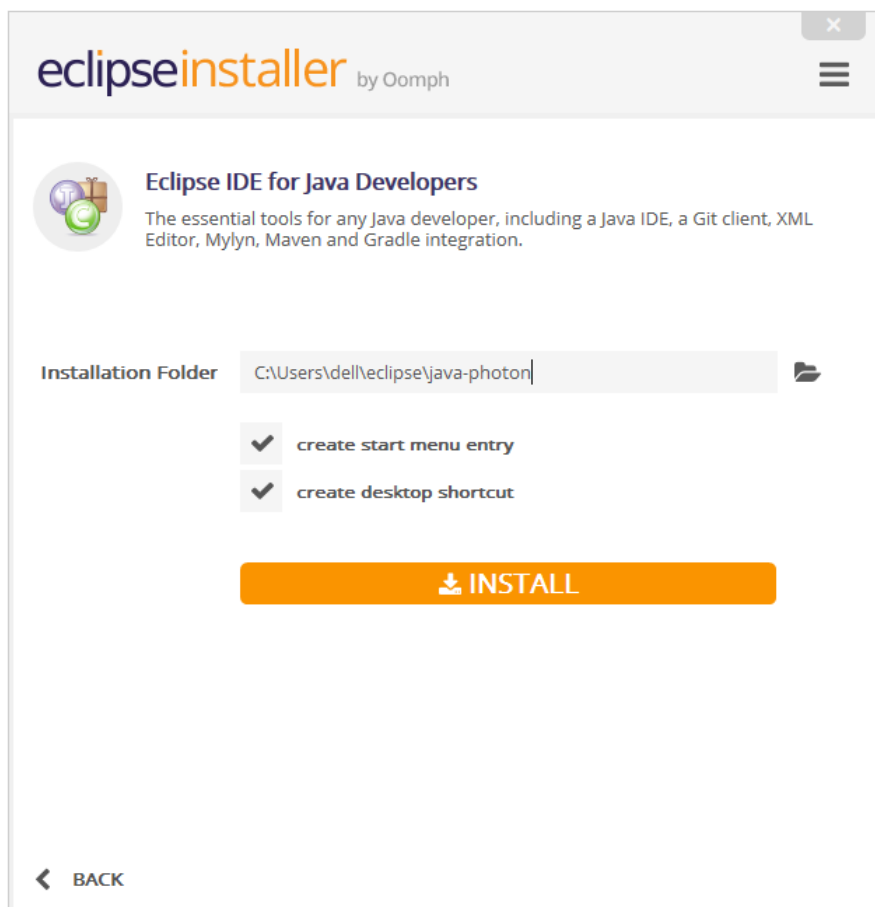 eclipseinstaller by Oomph
Eclipse IDE for Java Developers
The essential tools for any Java developer, including a Java IDE, a Git client, XML
Editor, Mylyn, Maven and Gradle integration.
Installation Folder C:\Users\dell\eclipse\java-photon
create start menu entry
create desktop shortcut
INSTALL
BACK